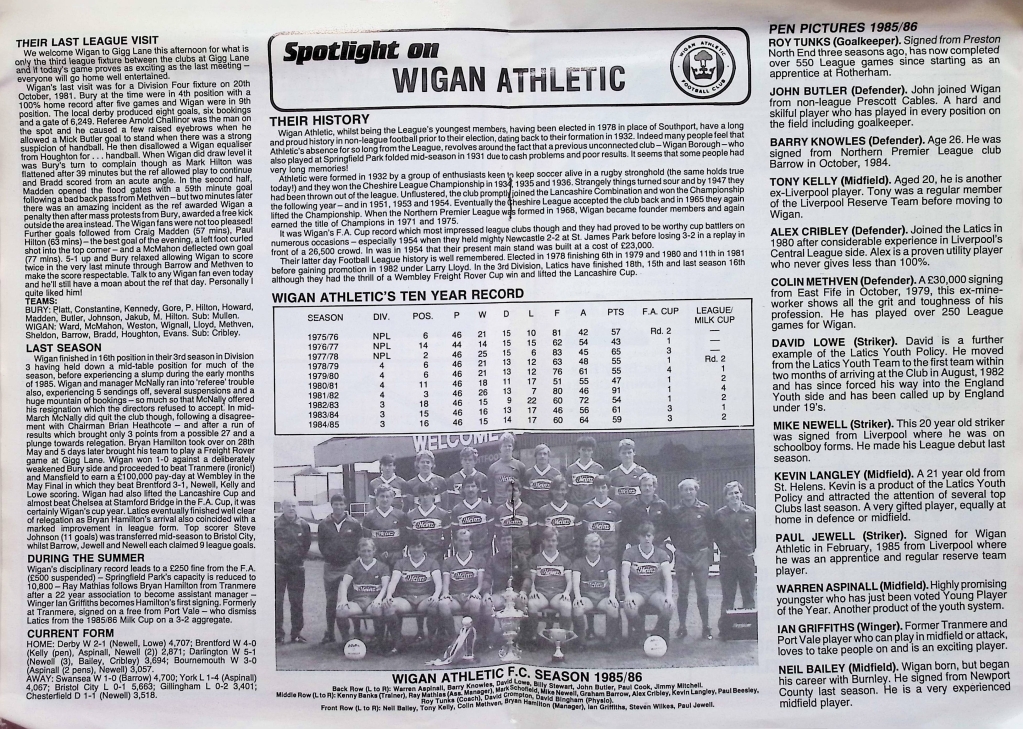 THEIR LAST LEAGUE VISIT
We welcome Wigan to Gigg Lane this afternoon for what is
only the third league fixture between the clubs at Gigg Lane
and if today's game proves as exciting as the last meeting –
everyone will go home well entertained.
Wigan's last visit was for a Division Four fixture on 20th
October, 1981. Bury at the time were in 4th position with a
100% home record after five games and Wigan were in 9th
position. The local derby produced eight goals, six bookings
and a gate of 6,249. Referee Arnold Challinor was the man on
the spot and he caused a few raised eyebrows when he
allowed a Mick Butler goal to stand when there was a strong
suspicion of handball. He then disallowed a Wigan equaliser
from Houghton for . . . handball. When Wigan did draw level it
was Bury's turn to complain though as Mark Hilton was
flattened after 39 minutes but the ref allowed play to continue
and Bradd scored from an acute angle. In the second half,
Madden opened the flood gates with a 59th minute goal
following a bad back pass from Methven – but two minutes later
there was an amazing incident as the ref awarded Wigan a
penalty then after mass protests from Bury, awarded a free kick
outside the area instead. The Wigan fans were not too pleased!
Further goals followed from Craig Madden (57 mins), Paul
Hilton (63 mins) – the best goal of the evening, a left foot curled
shot into the top corner – and a McMahon deflected own goal
(77 mins). 5-1 up and Bury relaxed allowing Wigan to score
twice in the very last minute through Barrow and Methven to
make the score respectable. Talk to any Wigan fan even today
and he'll still have a moan about the ref that day. Personally I
quite liked him!
TEAMS:
BURY: Platt, Constantine, Kennedy, Gore, P. Hilton, Howard,
Madden, Butler, Johnson, Jakub, M. Hilton. Sub: Mullen.
WIGAN: Ward, McMahon, Weston, Wignall, Lloyd, Methven,
Sheldon, Barrow, Bradd, Houghton, Evans. Sub: Cribley.
LAST SEASON
Wigan finished in 16th position in their 3rd season in Division
3 having held down a mid-table position for much of the
season, before experiencing a slump during the early months
of 1985. Wigan and manager McNally ran into 'referee' trouble
also, experiencing 5 sendings off, several suspensions and a
huge mountain of bookings – so much so that McNally offered
his resignation which the directors refused to accept. In mid-
March McNally did quit the club though, following a disagree-
ment with Chairman Brian Heathcote – and after a run of
results which brought only 3 points from a possible 27 and a
plunge towards relegation. Bryan Hamilton took over on 28th
May and 5 days later brought his team to play a Freight Rover
game at Gigg Lane. Wigan won 1-0 against a deliberately
weakened Bury side and proceeded to beat Tranmere (ironic!)
and Mansfield to earn a £100,000 pay-day at Wembley in the
May Final in which they beat Brentford 3-1, Newell, Kelly and
Lowe scoring. Wigan had also lifted the Lancashire Cup and
almost beat Chelsea at Stamford Bridge in the F.A. Cup, it was
certainly Wigan's cup year. Latics eventually finished well clear
of relegation as Bryan Hamilton's arrival also coincided with a
marked improvement in league form. Top scorer Steve
Johnson (11 goals) was transferred mid-season to Bristol City,
whilst Barrow, Jewell and Newell each claimed 9 league goals.
DURING THE SUMMER
Wigan's disciplinary record leads to a £250 fine from the F.A.
(£500 suspended) – Springfield Park's capacity is reduced to
10,800 – Ray Mathias follows Bryan Hamilton from Tranmere
after a 22 year association to become assistant manager –
Winger Ian Griffiths becomes Hamilton's first signing. Formerly
at Tranmere, signed on a free from Port Vale – who dismiss
Latics from the 1985/86 Milk Cup on a 3-2 aggregate.
CURRENT FORM
HOME: Derby W 2-1 (Newell, Lowe) 4,707; Brentford W 4-0
(Kelly (pen), Aspinall, Newell (2)) 2,871; Darlington W 5-1
(Newell (3), Bailey, Cribley) 3,694; Bournemouth W 3-0
(Aspinall (2 pens), Newell) 3,057.
AWAY: Swansea W 1-0 (Barrow) 4,700; York L 1-4 (Aspinall)
4,067; Bristol City L 0-1 5,663; Gillingham L 0-2 3,401;
Chesterfield D 1-1 (Newell) 3,518.
Spotlight on
WIGAN ATHLETIC
WIGAN ATHLETIC
FOOTBALL CLUB
THEIR HISTORY
Wigan Athletic, whilst being the League's youngest members, having been elected in 1978 in place of Southport, have a long
and proud history in non-league football prior to their election, dating back to their formation in 1932. Indeed many people feel that
Athletic's absence for so long from the League, revolves around the fact that a previous unconnected club – Wigan Borough – who
also played at Springfield Park folded mid-season in 1931 due to cash problems and poor results. It seems that some people had
very long memories!
Athletic were formed in 1932 by a group of enthusiasts keen to keep soccer alive in a rugby stronghold (the same holds true
today!) and they won the Cheshire League Championship in 1934, 1935 and 1936. Strangely things turned sour and by 1947 they
had been thrown out of the league. Unflustered, the club promptly joined the Lancashire Combination and won the Championship
the following year – and in 1951, 1953 and 1954. Eventually the Cheshire League accepted the club back and in 1965 they again
lifted the Championship. When the Northern Premier League was formed in 1968, Wigan became founder members and again
earned the title of Champions in 1971 and 1975.
It was Wigan's F.A. Cup record which most impressed league clubs though and they had proved to be worthy cup battlers on
numerous occasions – especially 1954 when they held mighty Newcastle 2-2 at St. James Park before losing 3-2 in a replay in
front of a 26,500 crowd. In was in 1954 that their present main stand was built at a cost of £23,000.
Their latter day Football League history is well remembered. Elected in 1978 finishing 6th in 1979 and 1980 and 11th in 1981
before gaining promotion in 1982 under Larry Lloyd. In the 3rd Division, Latics have finished 18th, 15th and last season 16th
although they had the thrill of a Wembley Freight Rover Cup win and lifted the Lancashire Cup.
WIGAN ATHLETIC'S TEN YEAR RECORD
SEASON DIV. POS. P W D L F A PTS F.A. CUP LEAGUE/ MILK CUP
1975/76 NPL 6 46 21 15 10 81 42 57 Rd. 2 —
1976/77 NPL 14 44 14 15 15 62 54 43 1 —
1977/78 NPL 2 46 25 15 6 83 45 65 3 —
1978/79 4 6 46 21 13 12 63 48 55 1 Rd. 2
1979/80 4 6 46 21 13 12 76 61 55 4 1
1980/81 4 11 46 18 11 17 51 55 47 1 2
1981/82 4 3 46 26 13 7 80 46 91 1 4
1982/83 3 18 46 15 9 22 60 72 54 1 2
1983/84 3 15 46 16 13 17 46 56 61 3 1
1984/85 3 16 46 15 14 17 60 64 59 3 2
WELCOME
WIGAN ATHLETIC F.C. SEASON 1985/86
Back Row (L to R): Warren Aspinall, Barry Knowles, David Lowe, Billy Stewart, John Butler, Paul Cook, Jimmy Mitchell.
Middle Row (L to R): Kenny Banks (Trainer), Ray Mathias (Ass. Manager), Mark Schofield, Mike Newell, Graham Barrow, Alex Cribley, Kevin Langley, Paul Beesley,
Roy Tunks (Coach), David Crompton, David Bingham (Physio).
Front Row (L to R): Neil Bailey, Tony Kelly, Colin Methven, Bryan Hamilton (Manager), Ian Griffiths, Steven Wilkes, Paul Jewell.
PEN PICTURES 1985/86
ROY TUNKS (Goalkeeper). Signed from Preston
North End three seasons ago, has now completed
over 550 League games since starting as an
apprentice at Rotherham.
JOHN BUTLER (Defender). John joined Wigan
from non-league Prescott Cables. A hard and
skilful player who has played in every position on
the field including goalkeeper.
BARRY KNOWLES (Defender). Age 26. He was
signed from Northern Premier League club
Barrow in October, 1984.
TONY KELLY (Midfield). Aged 20, he is another
ex-Liverpool player. Tony was a regular member
of the Liverpool Reserve Team before moving to
Wigan.
ALEX CRIBLEY (Defender). Joined the Latics in
1980 after considerable experience in Liverpool's
Central League side. Alex is a proven utility player
who never gives less than 100%.
COLIN METHVEN (Defender). A £30,000 signing
from East Fife in October, 1979, this ex-mine-
worker shows all the grit and toughness of his
profession. He has played over 250 League
games for Wigan.
DAVID LOWE (Striker). David is a further
example of the Latics Youth Policy. He moved
from the Latics Youth Team to the first team within
two months of arriving at the Club in August, 1982
and has since forced his way into the England
Youth side and has been called up by England
under 19's.
MIKE NEWELL (Striker). This 20 year old striker
was signed from Liverpool where he was on
schoolboy forms. He made his League debut last
season.
KEVIN LANGLEY (Midfield). A 21 year old from
St. Helens. Kevin is a product of the Latics Youth
Policy and attracted the attention of several top
Clubs last season. A very gifted player, equally at
home in defence or midfield.
PAUL JEWELL (Striker). Signed for Wigan
Athletic in February, 1985 from Liverpool where
he was an apprentice and regular reserve team
player.
WARREN ASPINALL (Midfield). Highly promising
youngster who has just been voted Young Player
of the Year. Another product of the youth system.
IAN GRIFFITHS (Winger). Former Tranmere and
Port Vale player who can play in midfield or attack,
loves to take people on and is an exciting player.
NEIL BAILEY (Midfield). Wigan born, but began
his career with Burnley. He signed from Newport
County last season. He is a very experienced
midfield player.